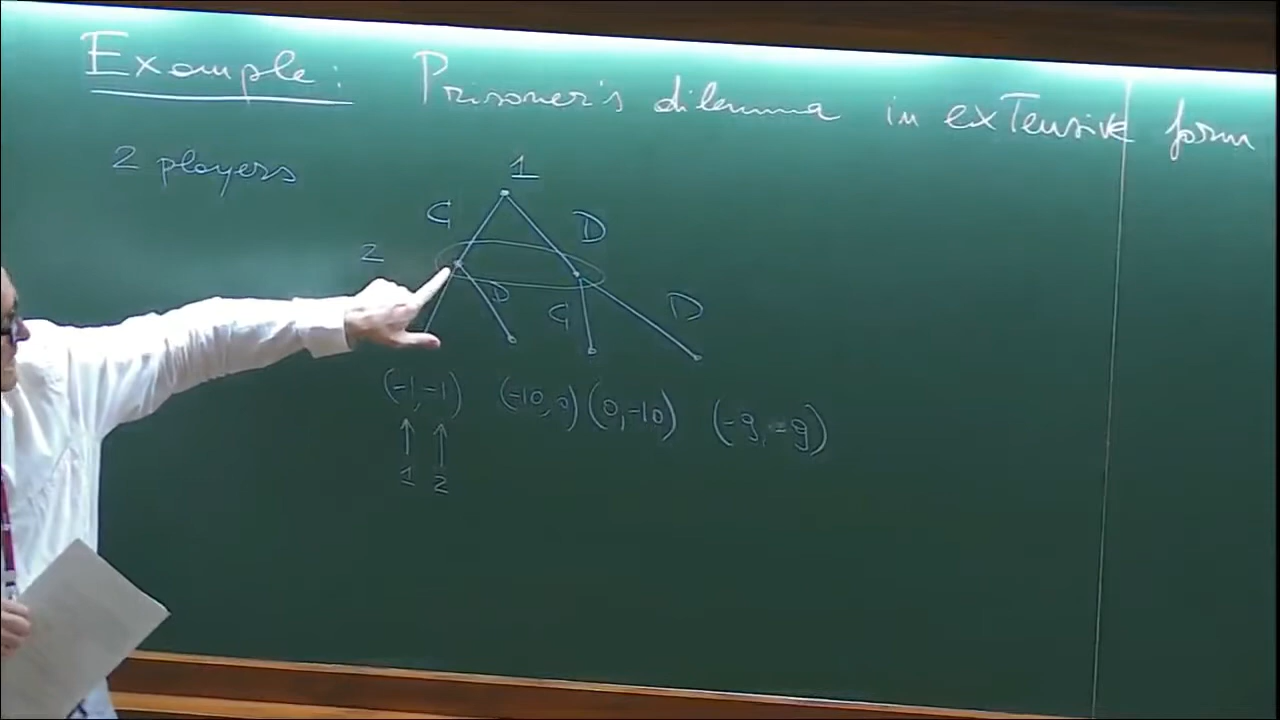 Example: Prisoner's dilemma in exTensive form
2 players
1
C D
2
D C D
(-1,-1) (-10,0) (0,-10) (-9,-9)
1 2